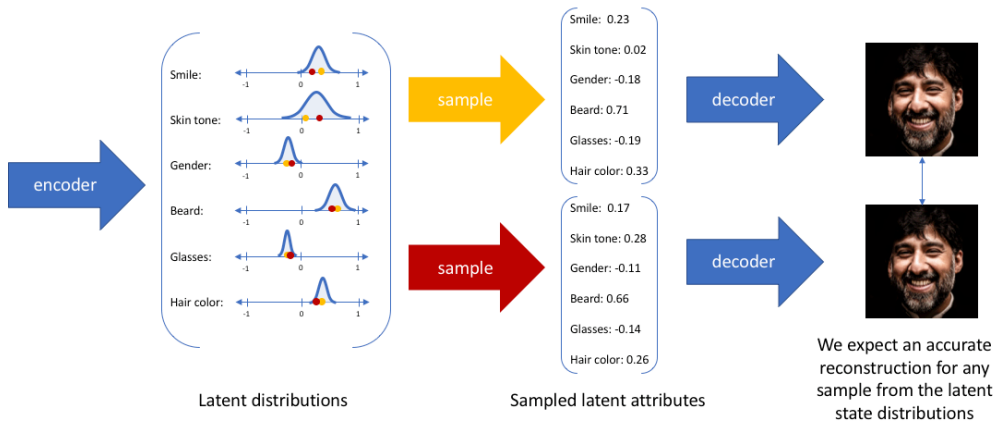 encoder
Smile:
-1 0 1
Skin tone:
-1 0 1
Gender:
-1 0 1
Beard:
-1 0 1
Glasses:
-1 0 1
Hair color:
-1 0 1
Latent distributions
sample
Smile: 0.23
Skin tone: 0.02
Gender: -0.18
Beard: 0.71
Glasses: -0.19
Hair color: 0.33
decoder
sample
Smile: 0.17
Skin tone: 0.28
Gender: -0.11
Beard: 0.66
Glasses: -0.14
Hair color: 0.26
decoder
Sampled latent attributes
We expect an accurate
reconstruction for any
sample from the latent
state distributions